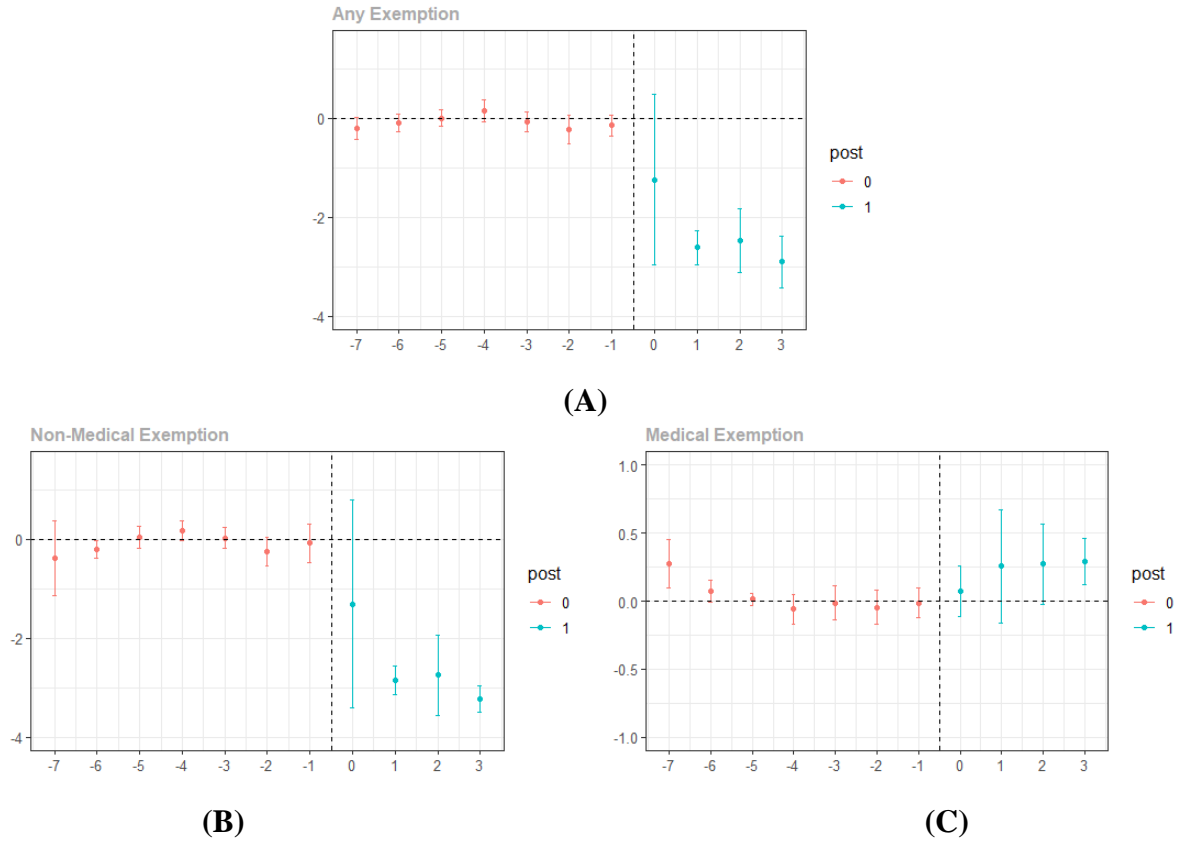 Any Exemption
0
-2
-4
-7 -6 -5 -4 -3 -2 -1 0 1 2 3
post
0
1
(A)
Non-Medical Exemption
0
-2
-4
-7 -6 -5 -4 -3 -2 -1 0 1 2 3
post
0
1
(B)
Medical Exemption
1.0
0.5
0.0
-0.5
-1.0
-7 -6 -5 -4 -3 -2 -1 0 1 2 3
post
0
1
(C)